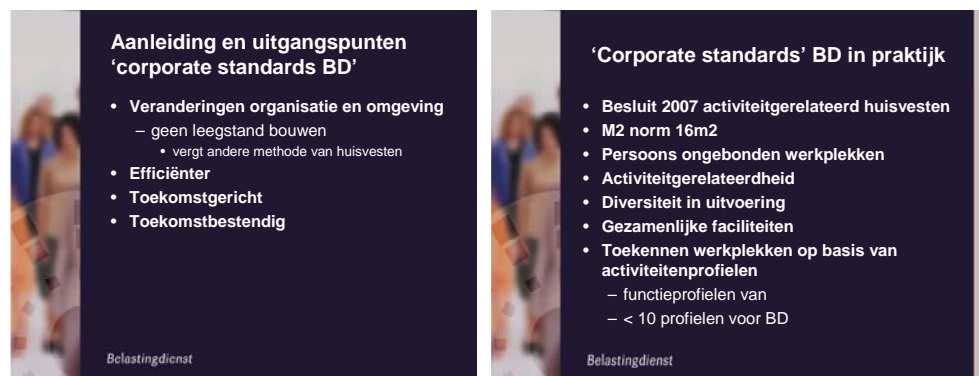 Aanleiding en uitgangspunten
‘corporate standards BD’
• Veranderingen organisatie en omgeving
– geen leegstand bouwen
• vergt andere methode van huisvesten
• Efficiënter
• Toekomstgericht
• Toekomstbestendig
Belastingdienst
‘Corporate standards’ BD in praktijk
• Besluit 2007 activiteitgerelateerd huisvesten
• M2 norm 16m2
• Persoons ongebonden werkplekken
• Activiteitgerelateerdheid
• Diversiteit in uitvoering
• Gezamenlijke faciliteiten
• Toekennen werkplekken op basis van
activiteitenprofielen
– functieprofielen van
– < 10 profielen voor BD
Belastingdienst